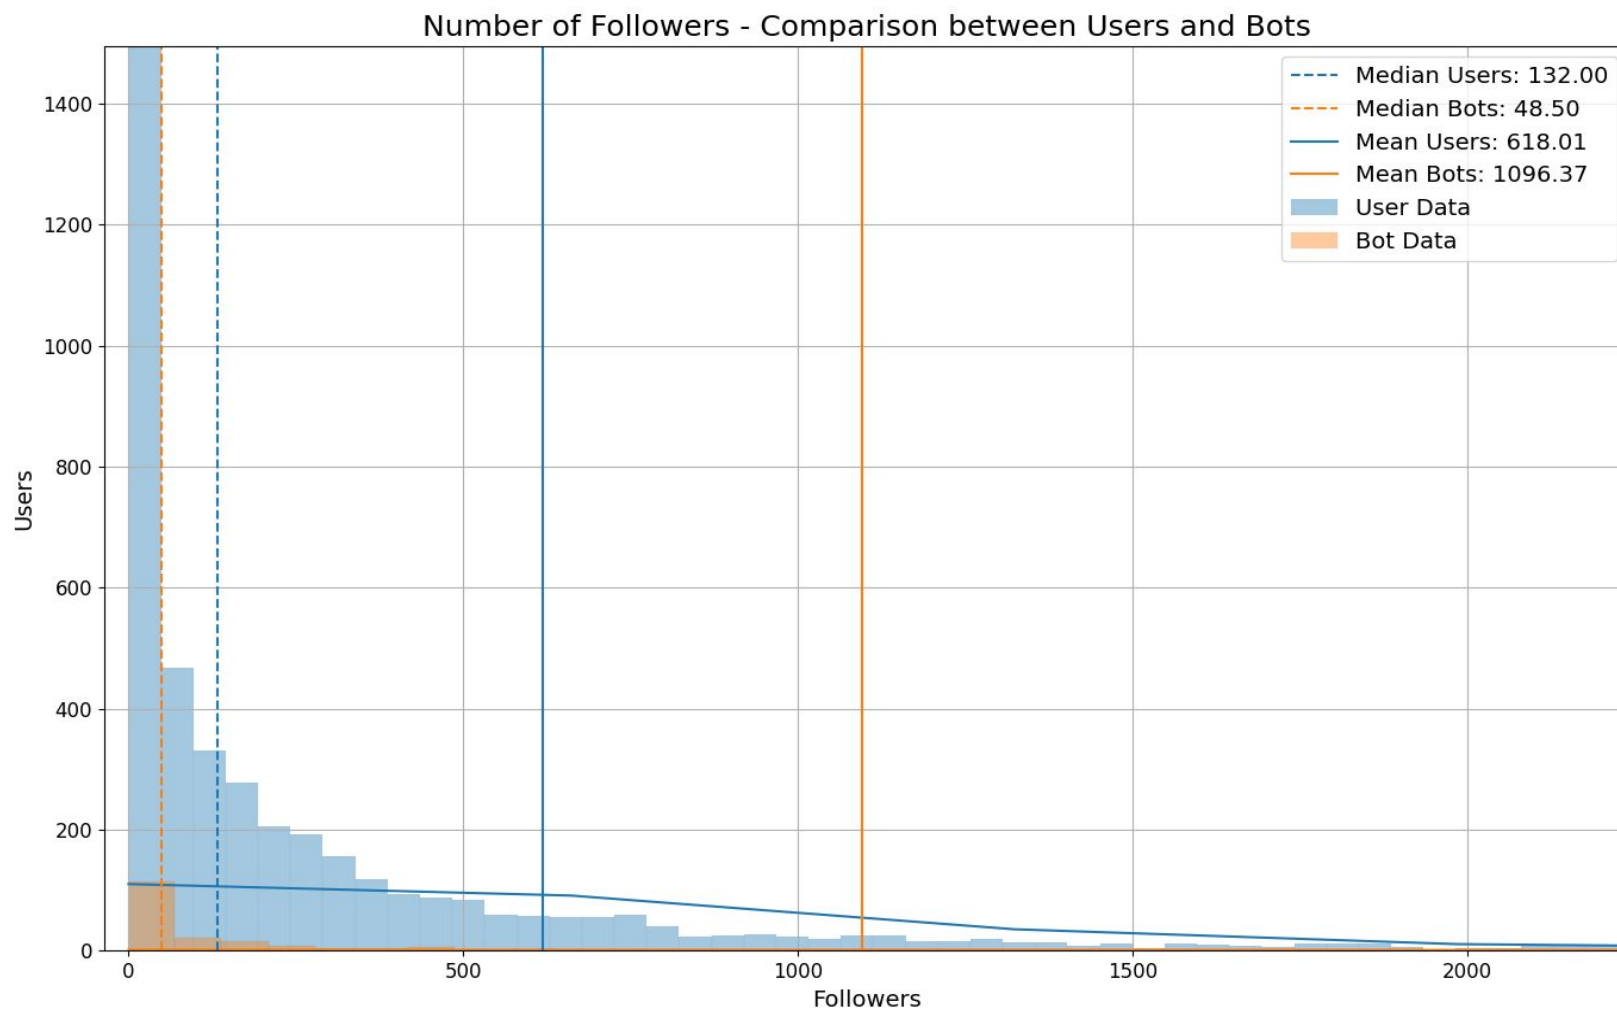 Number of Followers - Comparison between Users and Bots
Median Users: 132.00
Median Bots: 48.50
Mean Users: 618.01
Mean Bots: 1096.37
User Data
Bot Data
1400
1200
1000
800
600
400
200
0
Users
0 500 1000 1500 2000
Followers